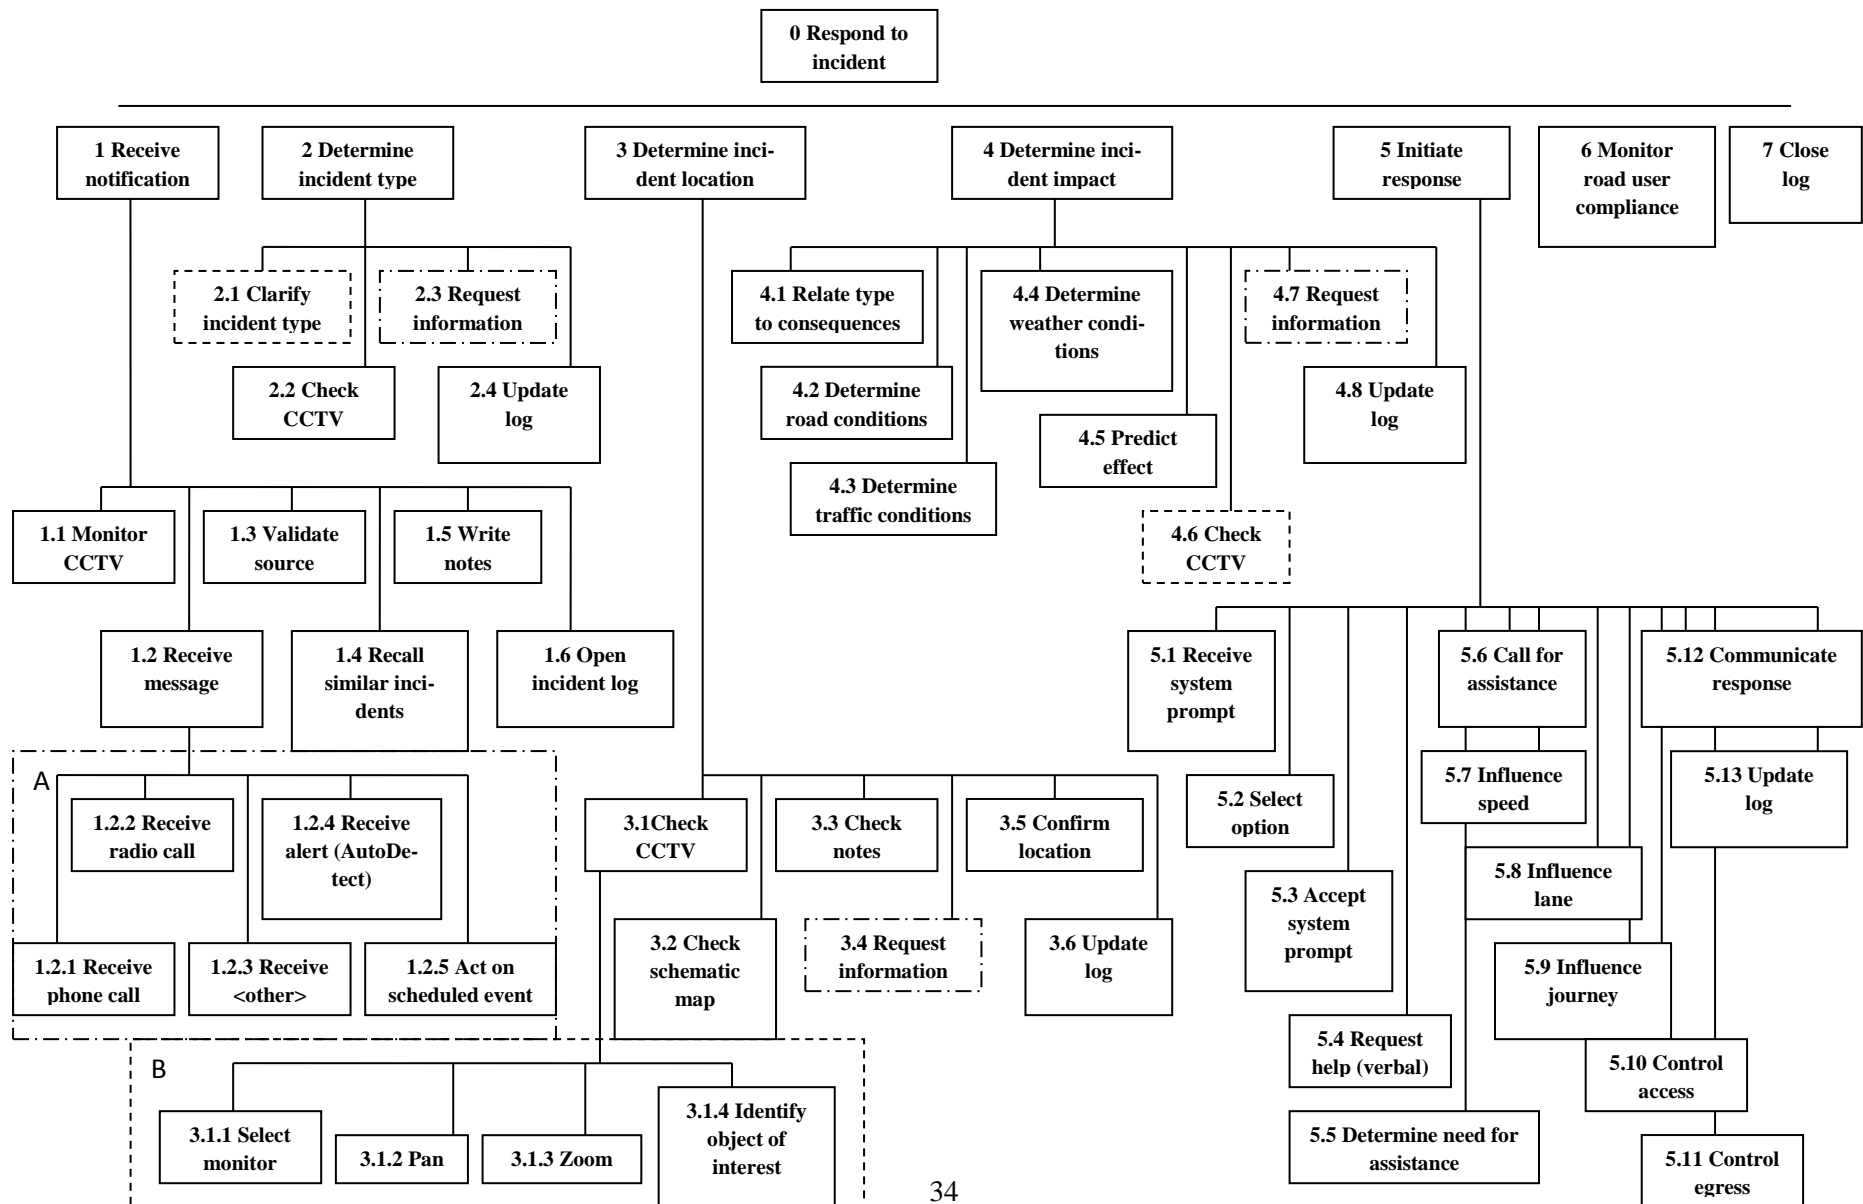 0 Respond to
incident
1 Receive
notification
2 Determine
incident type
3 Determine inci-
dent location
4 Determine inci-
dent impact
5 Initiate
response
6 Monitor
road user
compliance
7 Close
log
2.1 Clarify
incident type
2.3 Request
information
2.2 Check
CCTV
2.4 Update
log
4.1 Relate type
to consequences
4.4 Determine
weather condi-
tions
4.7 Request
information
4.2 Determine
road conditions
4.8 Update
log
4.5 Predict
effect
4.3 Determine
traffic conditions
4.6 Check
CCTV
1.1 Monitor
CCTV
1.3 Validate
source
1.5 Write
notes
1.2 Receive
message
1.4 Recall
similar inci-
dents
1.6 Open
incident log
5.1 Receive
system
prompt
5.6 Call for
assistance
5.12 Communicate
response
A
1.2.2 Receive
radio call
1.2.4 Receive
alert (AutoDe-
tect)
1.2.1 Receive
phone call
1.2.3 Receive
<other>
1.2.5 Act on
scheduled event
3.1Check
CCTV
3.3 Check
notes
3.5 Confirm
location
3.2 Check
schematic
map
3.4 Request
information
3.6 Update
log
5.2 Select
option
5.7 Influence
speed
5.13 Update
log
5.3 Accept
system
prompt
5.8 Influence
lane
5.9 Influence
journey
5.4 Request
help (verbal)
5.10 Control
access
5.5 Determine need for
assistance
5.11 Control
egress
B
3.1.1 Select
monitor
3.1.2 Pan
3.1.3 Zoom
3.1.4 Identify
object of
interest
34